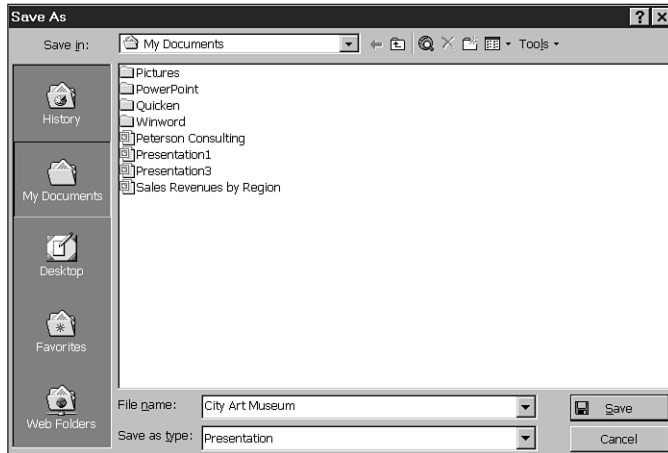 Save As
Save in:
My Documents
Tools
History
My Documents
Desktop
Favorites
Web Folders
Pictures
PowerPoint
Quicken
Winword
Peterson Consulting
Presentation1
Presentation3
Sales Revenues by Region
File name: City Art Museum
Save
Save as type: Presentation
Cancel